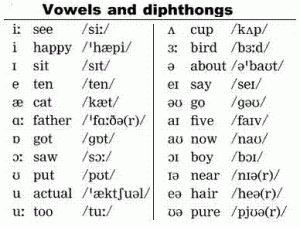 Vowels and diphthongs
iː see /siː/ ʌ cup /kʌp/
i happy /ˈhæpi/ ɜː bird /bɜːd/
ɪ sit /sɪt/ ə about /əˈbaʊt/
e ten /ten/ eɪ say /seɪ/
æ cat /kæt/ əʊ go /gəʊ/
ɑː father /ˈfɑːðə(r)/ aɪ five /faɪv/
ɒ got /gɒt/ aʊ now /naʊ/
ɔː saw /sɔː/ ɔɪ boy /bɔɪ/
ʊ put /pʊt/ ɪə near /nɪə(r)/
u actual /ˈæktʃuəl/ eə hair /heə(r)/
uː too /tuː/ ʊə pure /pjʊə(r)/